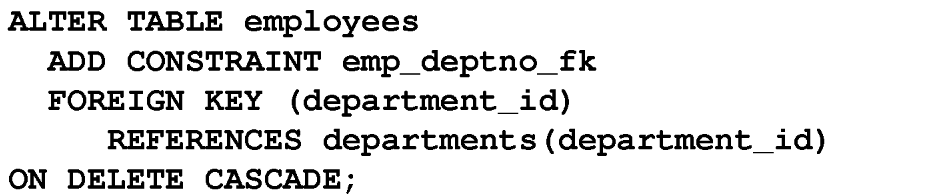 ALTER TABLE employees
ADD CONSTRAINT emp_deptno_fk
FOREIGN KEY (department_id)
REFERENCES departments(department_id)
ON DELETE CASCADE;